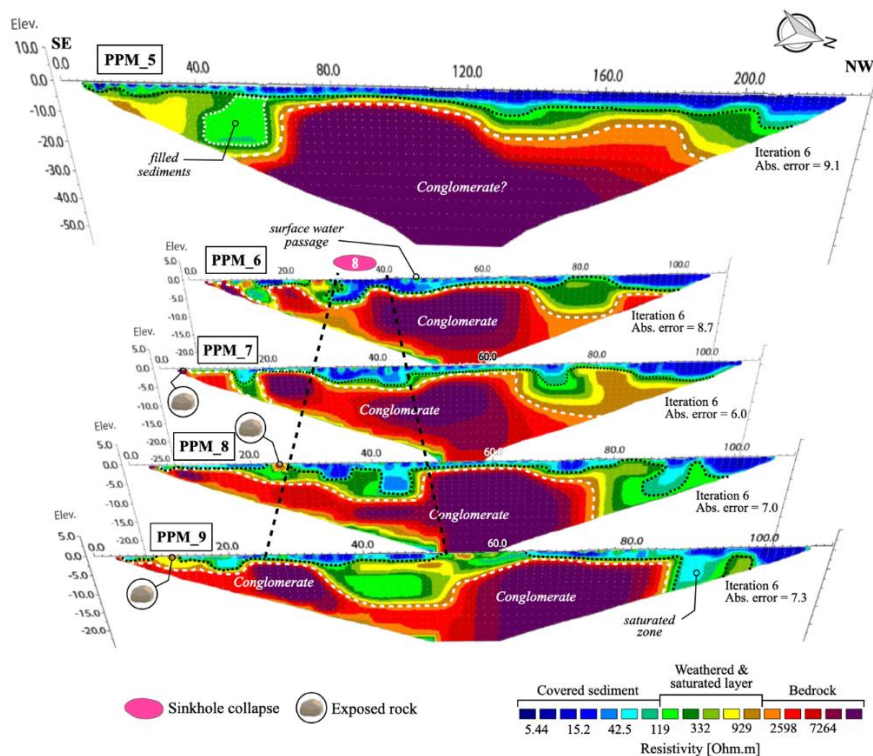 Elev.
SE
PPM_5
N
NW
10.0
0.0
-10.0
-20.0
-30.0
-40.0
-50.0
0.0
40.0
80.0
120.0
160.0
200.0
filled
sediments
Conglomerate?
Iteration 6
Abs. error = 9.1
surface water
passage
Elev.
PPM_6
8
5.0
0.0
-5.0
-10.0
-15.0
-20.0
0.0
20.0
40.0
60.0
80.0
100.0
Conglomerate
Iteration 6
Abs. error = 8.7
Elev.
PPM_7
5.0
0.0
-5.0
-10.0
-15.0
-20.0
-25.0
0.0
20.0
40.0
60.0
80.0
100.0
Conglomerate
Iteration 6
Abs. error = 6.0
Elev.
PPM_8
5.0
0.0
-5.0
-10.0
-15.0
-20.0
0.0
20.0
40.0
60.0
80.0
100.0
Conglomerate
Iteration 6
Abs. error = 7.0
Elev.
PPM_9
5.0
0.0
-5.0
-10.0
-15.0
-20.0
0.0
20.0
40.0
60.0
80.0
100.0
Conglomerate
Conglomerate
saturated
zone
Iteration 6
Abs. error = 7.3
Sinkhole collapse
Exposed rock
Covered sediment
Weathered &
saturated layer
Bedrock
5.44 15.2 42.5 119 332 929 2598 7264
Resistivity [Ohm.m]